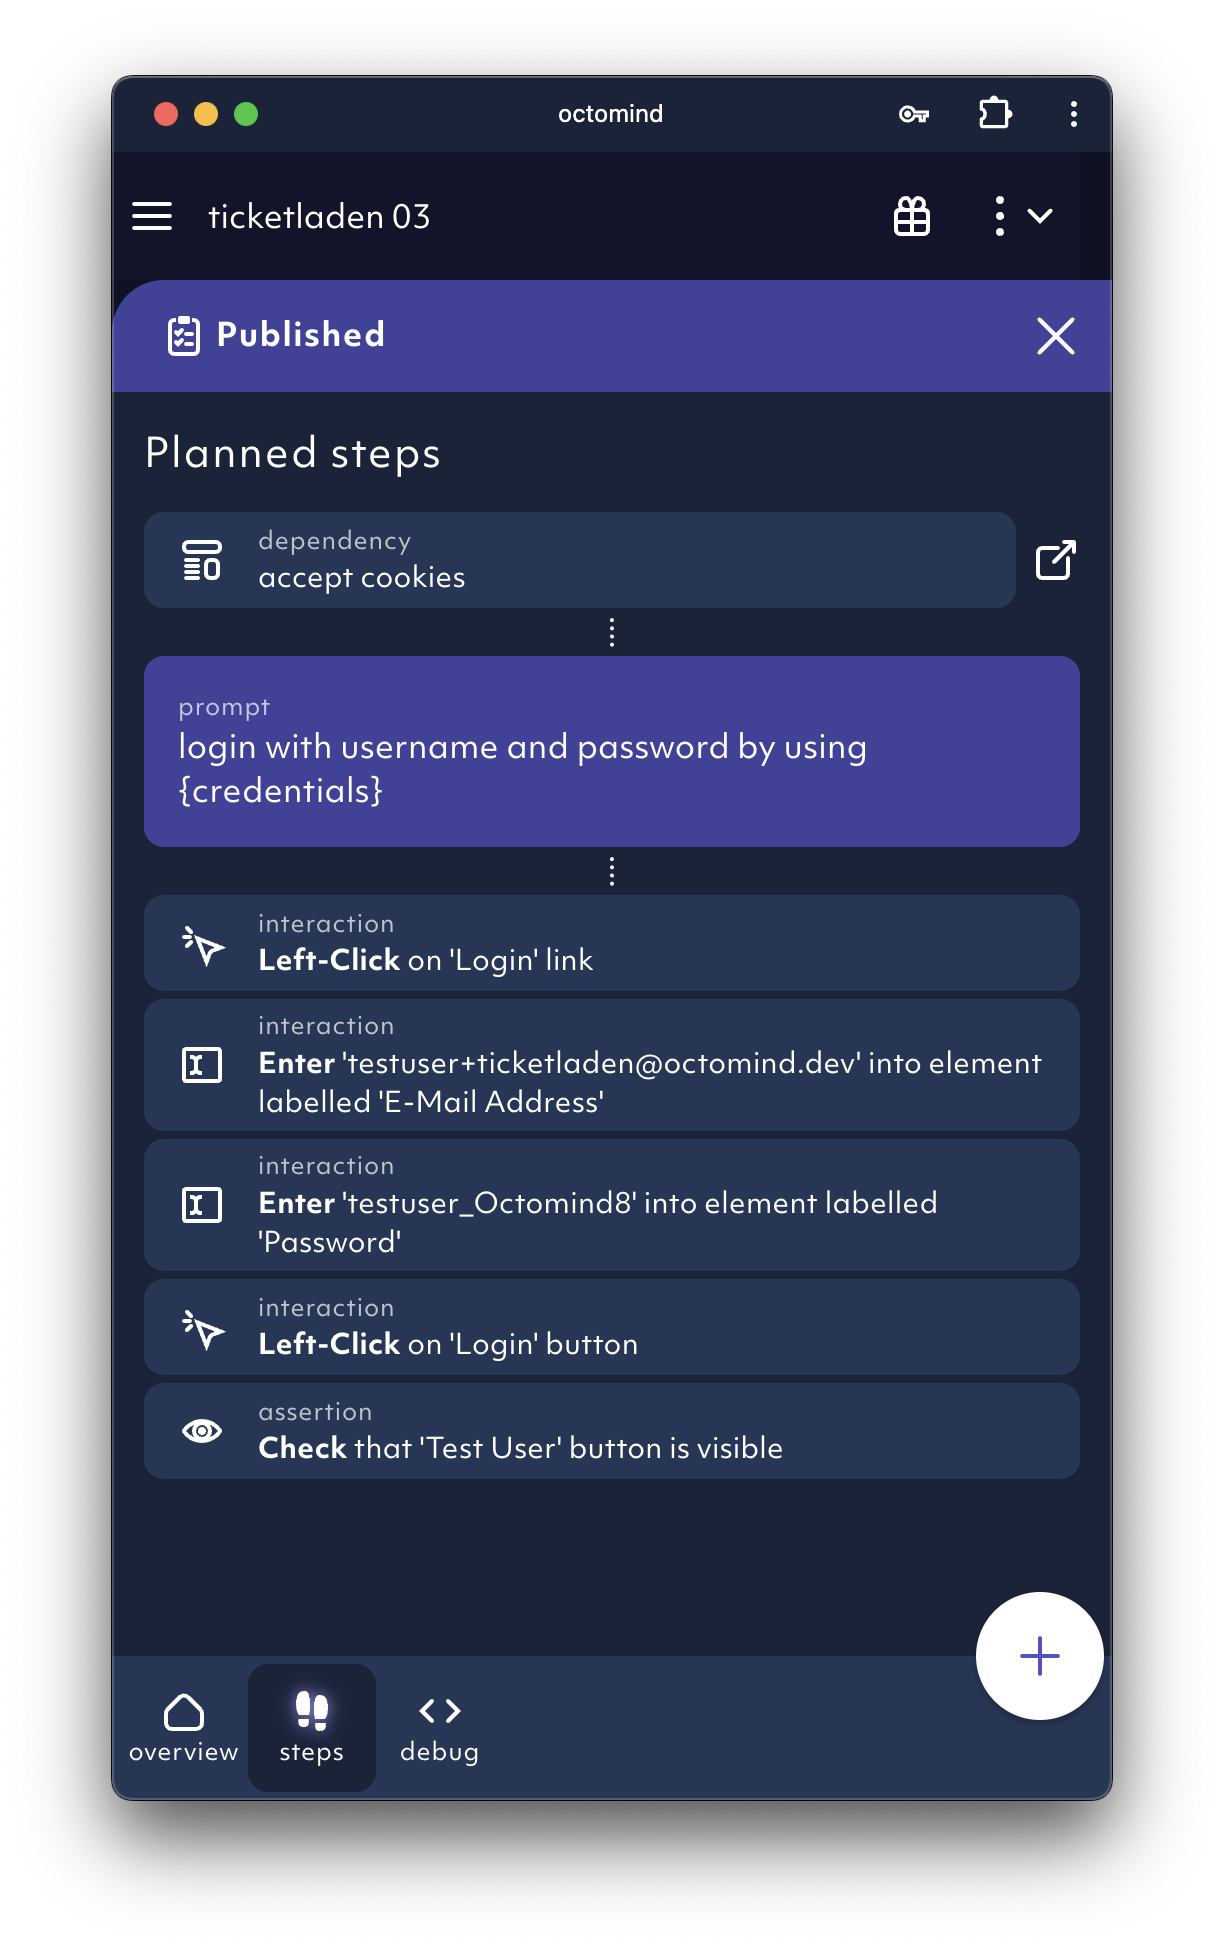 octomind
ticketladen 03
Published
Planned steps
dependency
accept cookies
prompt
login with username and password by using
{credentials}
interaction
Left-Click on 'Login' link
interaction
Enter 'testuser+ticketladen@octomind.dev' into element
labelled 'E-Mail Address'
interaction
Enter 'testuser_Octomind8' into element labelled
'Password'
interaction
Left-Click on 'Login' button
assertion
Check that 'Test User' button is visible
overview
steps
debug